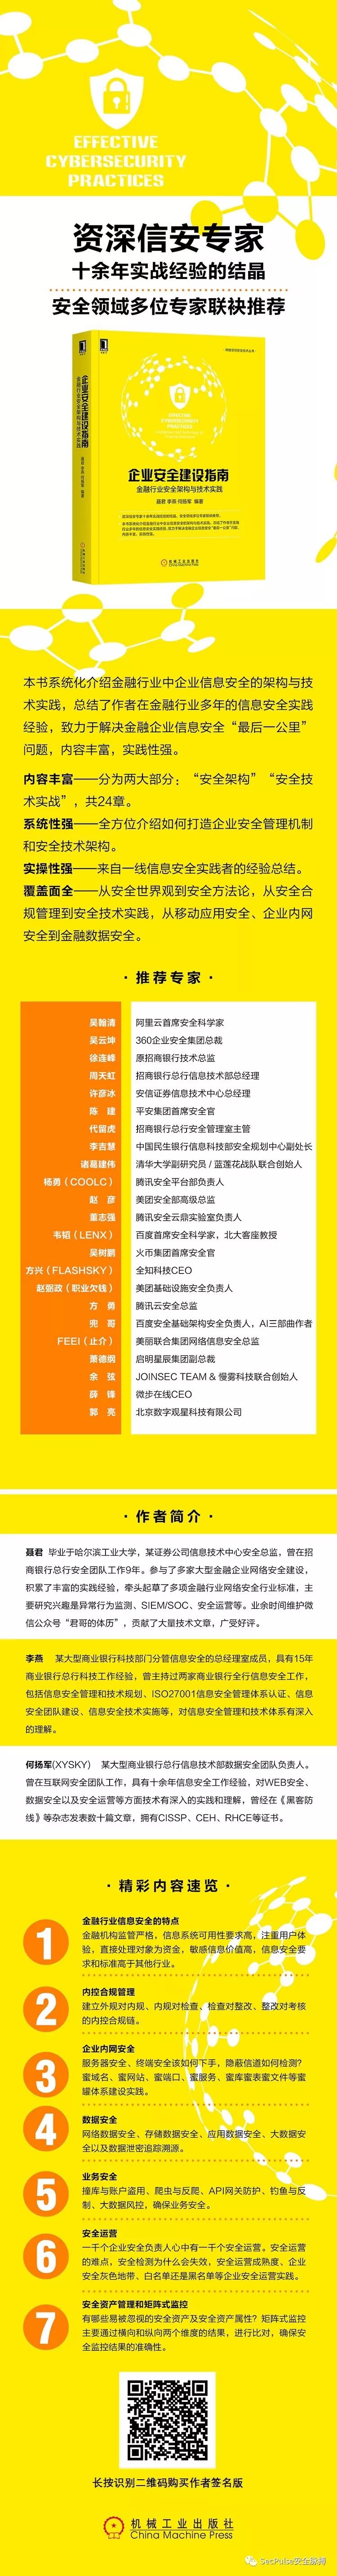 EFFECTIVE
CYBERSECURITY
PRACTICES
资深信安专家
十余年实战经验的结晶
安全领域多位专家联袂推荐
企业安全建设指南
金融行业安全架构与技术实践
聂君 李燕 何扬军 编著
机械工业出版社
本书系统化介绍金融行业中企业信息安全的架构与技
术实践，总结了作者在金融行业多年的信息安全实践
经验，致力于解决金融企业信息安全“最后一公里”
问题，内容丰富，实践性强。
内容丰富——分为两大部分：“安全架构”“安全技
术实战”，共24章。
系统性强——全方位介绍如何打造企业安全管理机制
和安全技术架构。
实操性强——来自一线信息安全实践者的经验总结。
覆盖面全——从安全世界观到安全方法论，从安全合
规管理到安全技术实践，从移动应用安全、企业内网
安全到金融数据安全。
· 推荐专家 ·
吴翰清 阿里云首席安全科学家
吴云坤 360企业安全集团总裁
徐连峰 原招商银行技术总监
周天虹 招商银行总行信息技术部总经理
许彦冰 安信证券信息技术中心总经理
陈 建 平安集团首席安全官
代留虎 招商银行总行安全管理室主管
李吉慧 中国民生银行信息科技部安全规划中心副处长
诸葛建伟 清华大学副研究员 / 蓝莲花战队联合创始人
杨勇（COOLC） 腾讯安全平台部负责人
赵 彦 美团安全部高级总监
董志强 腾讯安全云鼎实验室负责人
韦韬（LENX） 百度首席安全科学家，北大客座教授
吴树鹏 火币集团首席安全官
方兴（FLASHSKY） 全知科技CEO
赵弼政（职业欠钱） 美团基础设施安全负责人
方 勇 腾讯云安全总监
兜 哥 百度安全基础架构安全负责人，AI三部曲作者
FEEI（止介） 美丽联合集团网络信息安全总监
萧德纲 启明星辰集团副总裁
余 弦 JOINSEC TEAM & 慢雾科技联合创始人
薛 锋 微步在线CEO
郭 亮 北京数字观星科技有限公司
· 作者简介 ·
聂君 毕业于哈尔滨工业大学，某证券公司信息技术中心安全总监，曾在招
商银行总行安全团队工作9年。参与了多家大型金融企业网络安全建设，
积累了丰富的实践经验，牵头起草了多项金融行业网络安全行业标准，主
要研究兴趣是异常行为监测、SIEM/SOC、安全运营等。业余时间维护微
信公众号“君哥的体历”，贡献了大量技术文章，广受好评。
李燕 某大型商业银行科技部门分管信息安全的总经理室成员，具有15年
商业银行总行科技工作经验，曾主持过两家商业银行全行信息安全工作，
包括信息安全管理和技术规划、ISO27001信息安全管理体系认证、信息
安全团队建设、信息安全技术实施等，对信息安全管理和技术体系有深入
的理解。
何扬军(XYSKY) 某大型商业银行总行信息技术部数据安全团队负责人。
曾在互联网安全团队工作，具有十余年信息安全工作经验，对WEB安全、
数据安全以及安全运营等方面技术有深入的实践和理解，曾经在《黑客防
线》等杂志发表数十篇文章，拥有CISSP、CEH、RHCE等证书。
· 精彩内容速览 ·
1
金融行业信息安全的特点
金融机构监管严格，信息系统可用性要求高，注重用户体
验，直接处理对象为资金，敏感信息价值高，信息安全要
求和标准高于其他行业。
2
内控合规管理
建立外规对内规、内规对检查、检查对整改、整改对考核
的内控合规链。
3
企业内网安全
服务器安全、终端安全该如何下手，隐蔽信道如何检测？
蜜域名、蜜网站、蜜端口、蜜服务、蜜库蜜表蜜文件等蜜
罐体系建设实践。
4
数据安全
网络数据安全、存储数据安全、应用数据安全、大数据安
全以及数据泄密追踪溯源。
5
业务安全
撞库与账户盗用、爬虫与反爬、API网关防护、钓鱼与反
制、大数据风控，确保业务安全。
6
安全运营
一千个企业安全负责人心中有一千个安全运营。安全运营
的难点，安全检测为什么会失效，安全运营成熟度、企业
安全灰色地带、白名单还是黑名单等企业安全运营实践。
7
安全资产管理和矩阵式监控
有哪些易被忽视的安全资产及安全资产属性？矩阵式监控
主要通过横向和纵向两个维度的结果，进行比对，确保安
全监控结果的准确性。
长按识别二维码购买作者签名版
机械工业出版社
China Machine Press
SecPulse安全脉搏